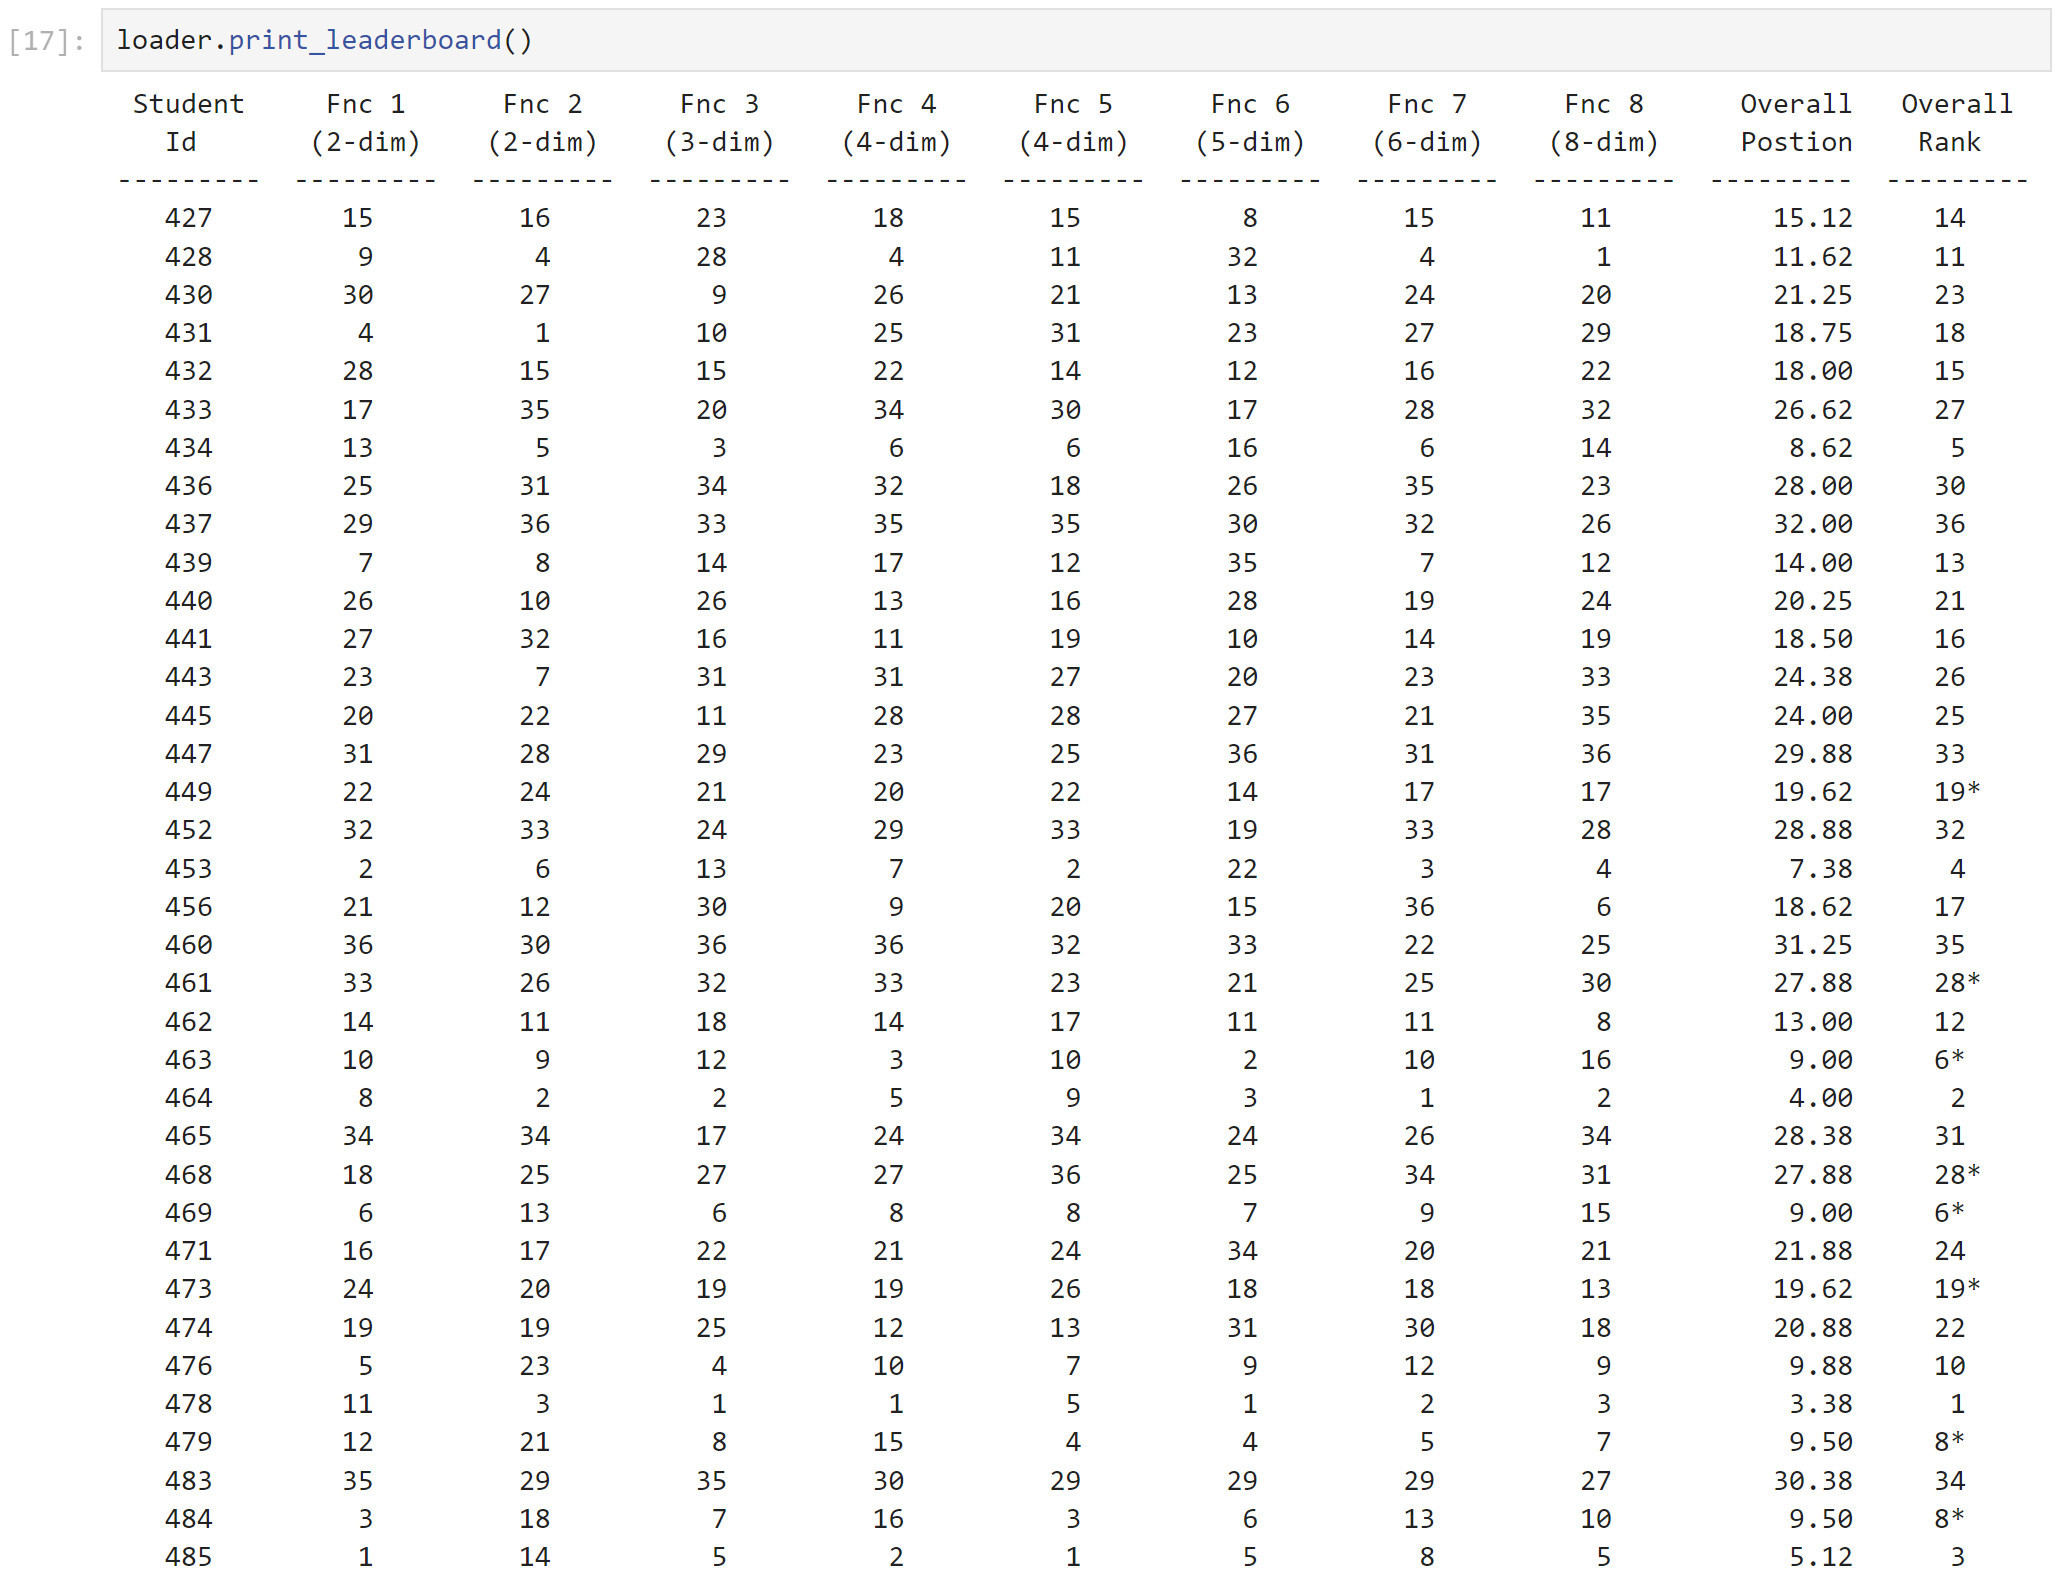 [17]: loader.print_leaderboard()
Student Fnc 1 Fnc 2 Fnc 3 Fnc 4 Fnc 5 Fnc 6 Fnc 7 Fnc 8 Overall Overall
Id (2-dim) (2-dim) (3-dim) (4-dim) (4-dim) (5-dim) (6-dim) (8-dim) Postion Rank
--------- --------- --------- --------- --------- --------- --------- --------- --------- --------- ---------
427 15 16 23 18 15 8 15 11 15.12 14
428 9 4 28 4 11 32 4 1 11.62 11
430 30 27 9 26 21 13 24 20 21.25 23
431 4 1 10 25 31 23 27 29 18.75 18
432 28 15 15 22 14 12 16 22 18.00 15
433 17 35 20 34 30 17 28 32 26.62 27
434 13 5 3 6 6 16 6 14 8.62 5
436 25 31 34 32 18 26 35 23 28.00 30
437 29 36 33 35 35 30 32 26 32.00 36
439 7 8 14 17 12 35 7 12 14.00 13
440 26 10 26 13 16 28 19 24 20.25 21
441 27 32 16 11 19 10 14 19 18.50 16
443 23 7 31 31 27 20 23 33 24.38 26
445 20 22 11 28 28 27 21 35 24.00 25
447 31 28 29 23 25 36 31 36 29.88 33
449 22 24 21 20 22 14 17 17 19.62 19*
452 32 33 24 29 33 19 33 28 28.88 32
453 2 6 13 7 2 22 3 4 7.38 4
456 21 12 30 9 20 15 36 6 18.62 17
460 36 30 36 36 32 33 22 25 31.25 35
461 33 26 32 33 23 21 25 30 27.88 28*
462 14 11 18 14 17 11 11 8 13.00 12
463 10 9 12 3 10 2 10 16 9.00 6*
464 8 2 2 5 9 3 1 2 4.00 2
465 34 34 17 24 34 24 26 34 28.38 31
468 18 25 27 27 36 25 34 31 27.88 28*
469 6 13 6 8 8 7 9 15 9.00 6*
471 16 17 22 21 24 34 20 21 21.88 24
473 24 20 19 19 26 18 18 13 19.62 19*
474 19 19 25 12 13 31 30 18 20.88 22
476 5 23 4 10 7 9 12 9 9.88 10
478 11 3 1 1 5 1 2 3 3.38 1
479 12 21 8 15 4 4 5 7 9.50 8*
483 35 29 35 30 29 29 29 27 30.38 34
484 3 18 7 16 3 6 13 10 9.50 8*
485 1 14 5 2 1 5 8 5 5.12 3